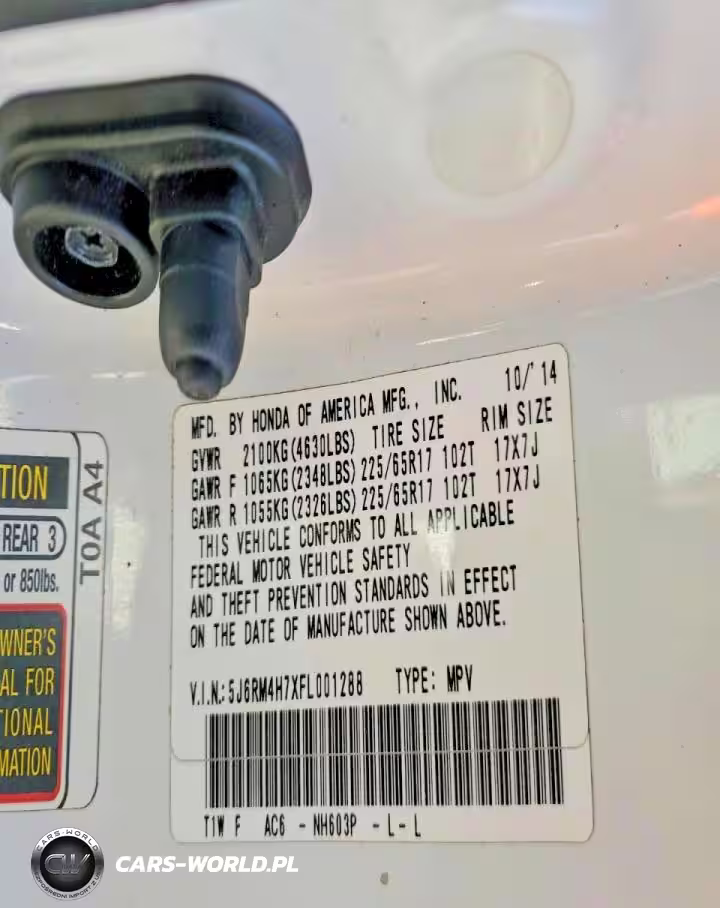 MFD. BY HONDA OF AMERICA MFG., INC. 10/'14
GVWR 2100KG(4630LBS) TIRE SIZE RIM SIZE
GAWR F 1065KG(2348LBS) 225/65R17 102T 17X7J
GAWR R 1055KG(2326LBS) 225/65R17 102T 17X7J
THIS VEHICLE CONFORMS TO ALL APPLICABLE
FEDERAL MOTOR VEHICLE SAFETY
AND THEFT PREVENTION STANDARDS IN EFFECT
ON THE DATE OF MANUFACTURE SHOWN ABOVE.
V.I.N.: 5J6RM4H7XFL001288 TYPE: MPV
T1W F AC6 - NH603P - L - L
TION
REAR 3
or 850lbs.
WNER'S
AL FOR
TIONAL
MATION
T0A A4
CARS-WORLD
CW
CARS-WORLD.PL